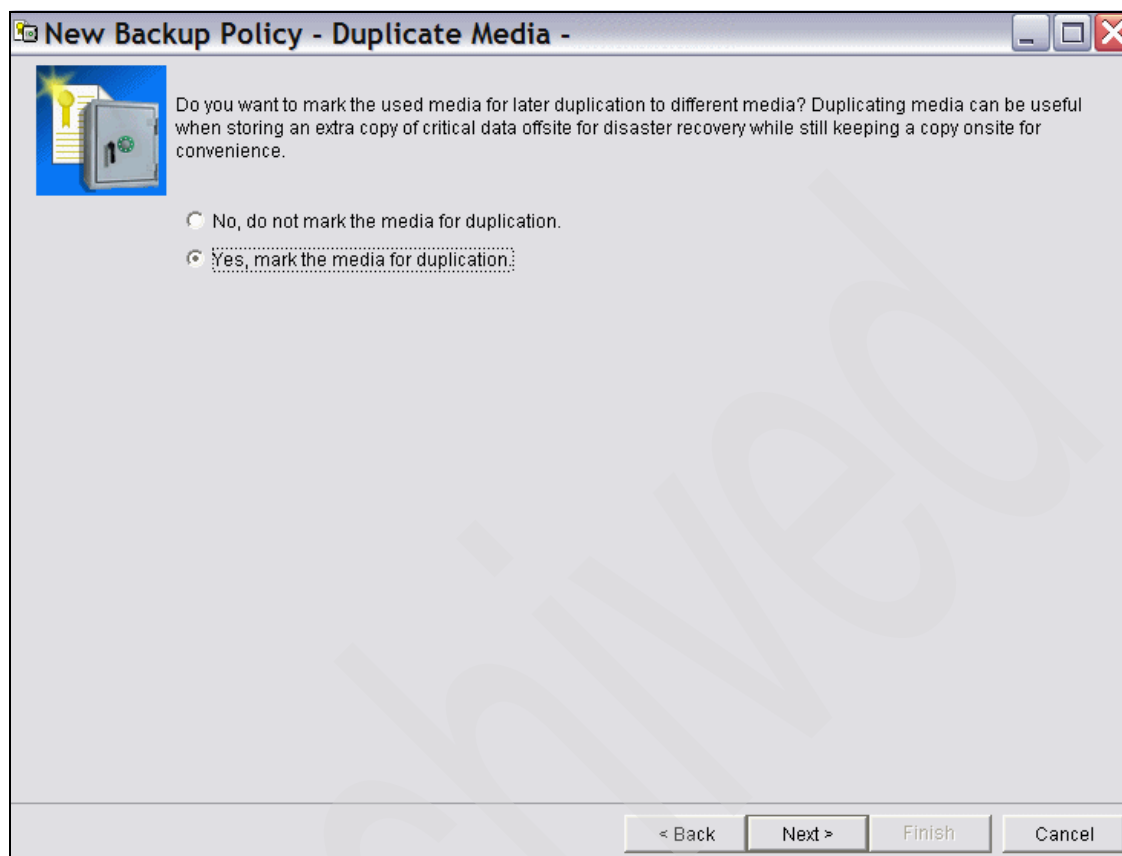 New Backup Policy - Duplicate Media -
Do you want to mark the used media for later duplication to different media? Duplicating media can be useful
when storing an extra copy of critical data offsite for disaster recovery while still keeping a copy onsite for
convenience.
No, do not mark the media for duplication.
Yes, mark the media for duplication.
< Back Next > Finish Cancel